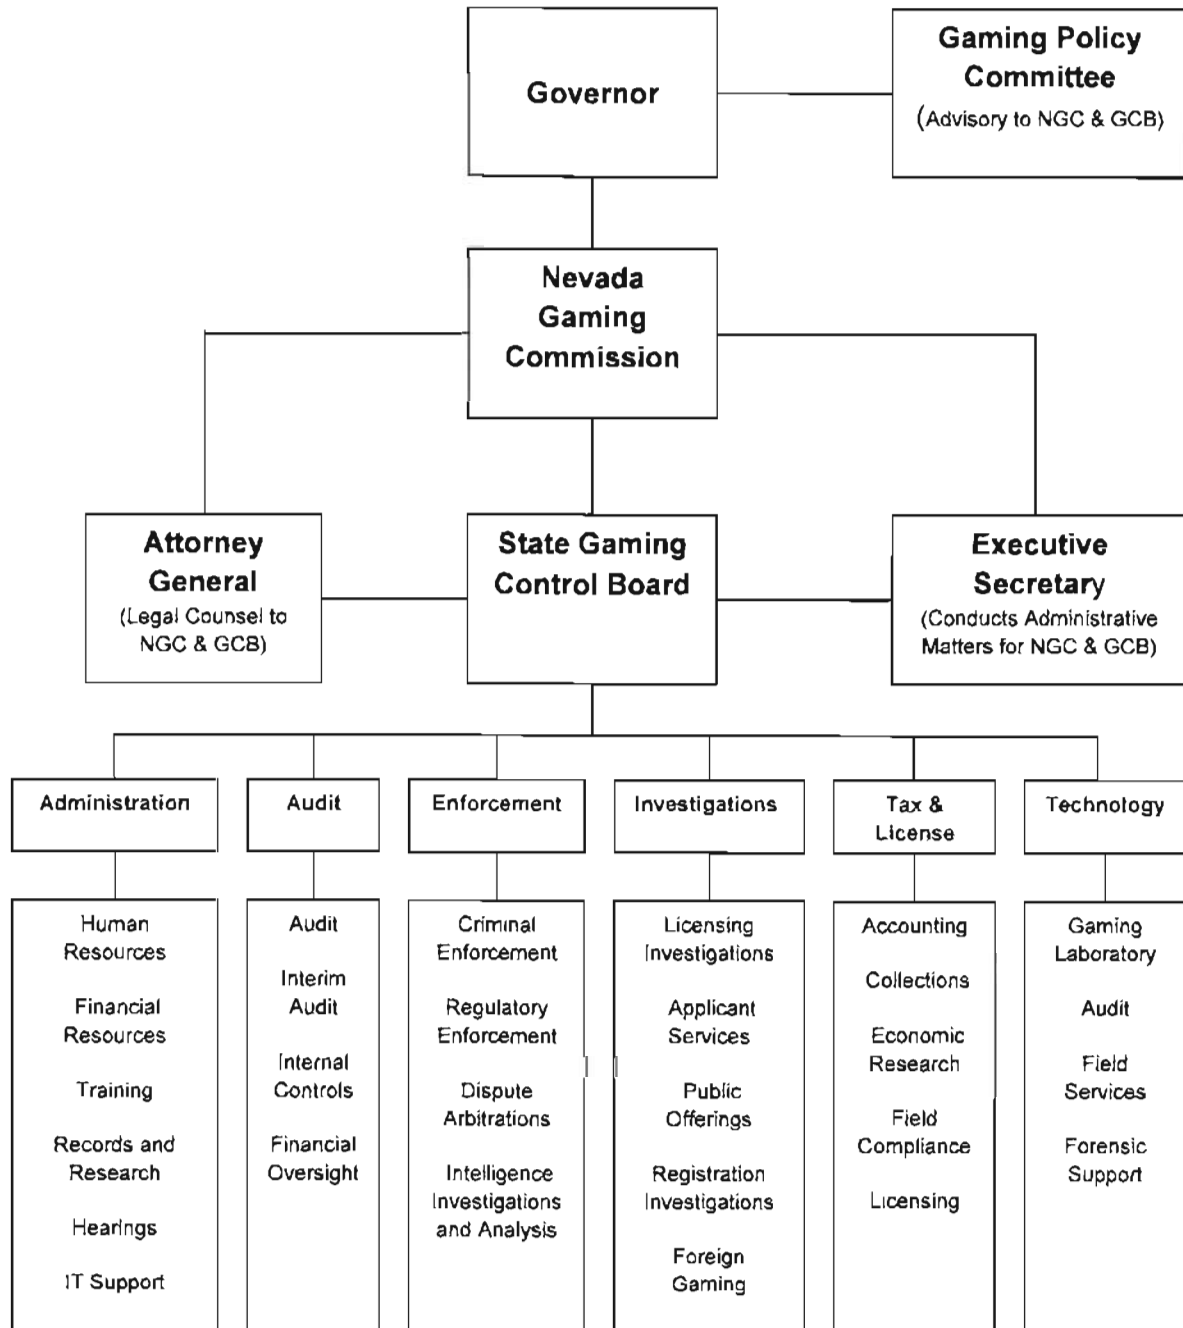 Governor
Gaming Policy
Committee
(Advisory to NGC & GCB)
Nevada
Gaming
Commission
Attorney
General
(Legal Counsel to
NGC & GCB)
State Gaming
Control Board
Executive
Secretary
(Conducts Administrative
Matters for NGC & GCB)
Administration
Audit
Enforcement
Investigations
Tax &
License
Technology
Human
Resources
Financial
Resources
Training
Records and
Research
Hearings
IT Support
Audit
Interim
Audit
Internal
Controls
Financial
Oversight
Criminal
Enforcement
Regulatory
Enforcement
Dispute
Arbitrations
Intelligence
Investigations
and Analysis
Licensing
Investigations
Applicant
Services
Public
Offerings
Registration
Investigations
Foreign
Gaming
Accounting
Collections
Economic
Research
Field
Compliance
Licensing
Gaming
Laboratory
Audit
Field
Services
Forensic
Support